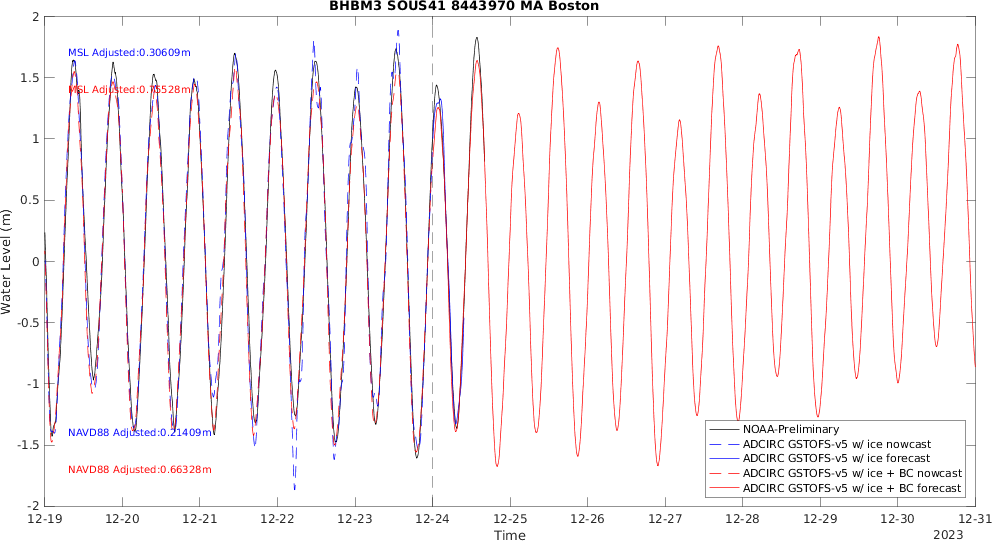 BHBM3 SOUS41 8443970 MA Boston
2
1.5
1
0.5
0
-0.5
-1
-1.5
-2
Water Level (m)
MSL Adjusted:0.30609m
MSL Adjusted:0.75528m
NAVD88 Adjusted:0.21409m
NAVD88 Adjusted:0.66328m
NOAA-Preliminary
ADCIRC GSTOFS-v5 w/ ice nowcast
ADCIRC GSTOFS-v5 w/ ice forecast
ADCIRC GSTOFS-v5 w/ ice + BC nowcast
ADCIRC GSTOFS-v5 w/ ice + BC forecast
12-19 12-20 12-21 12-22 12-23 12-24 12-25 12-26 12-27 12-28 12-29 12-30 12-31
Time
2023